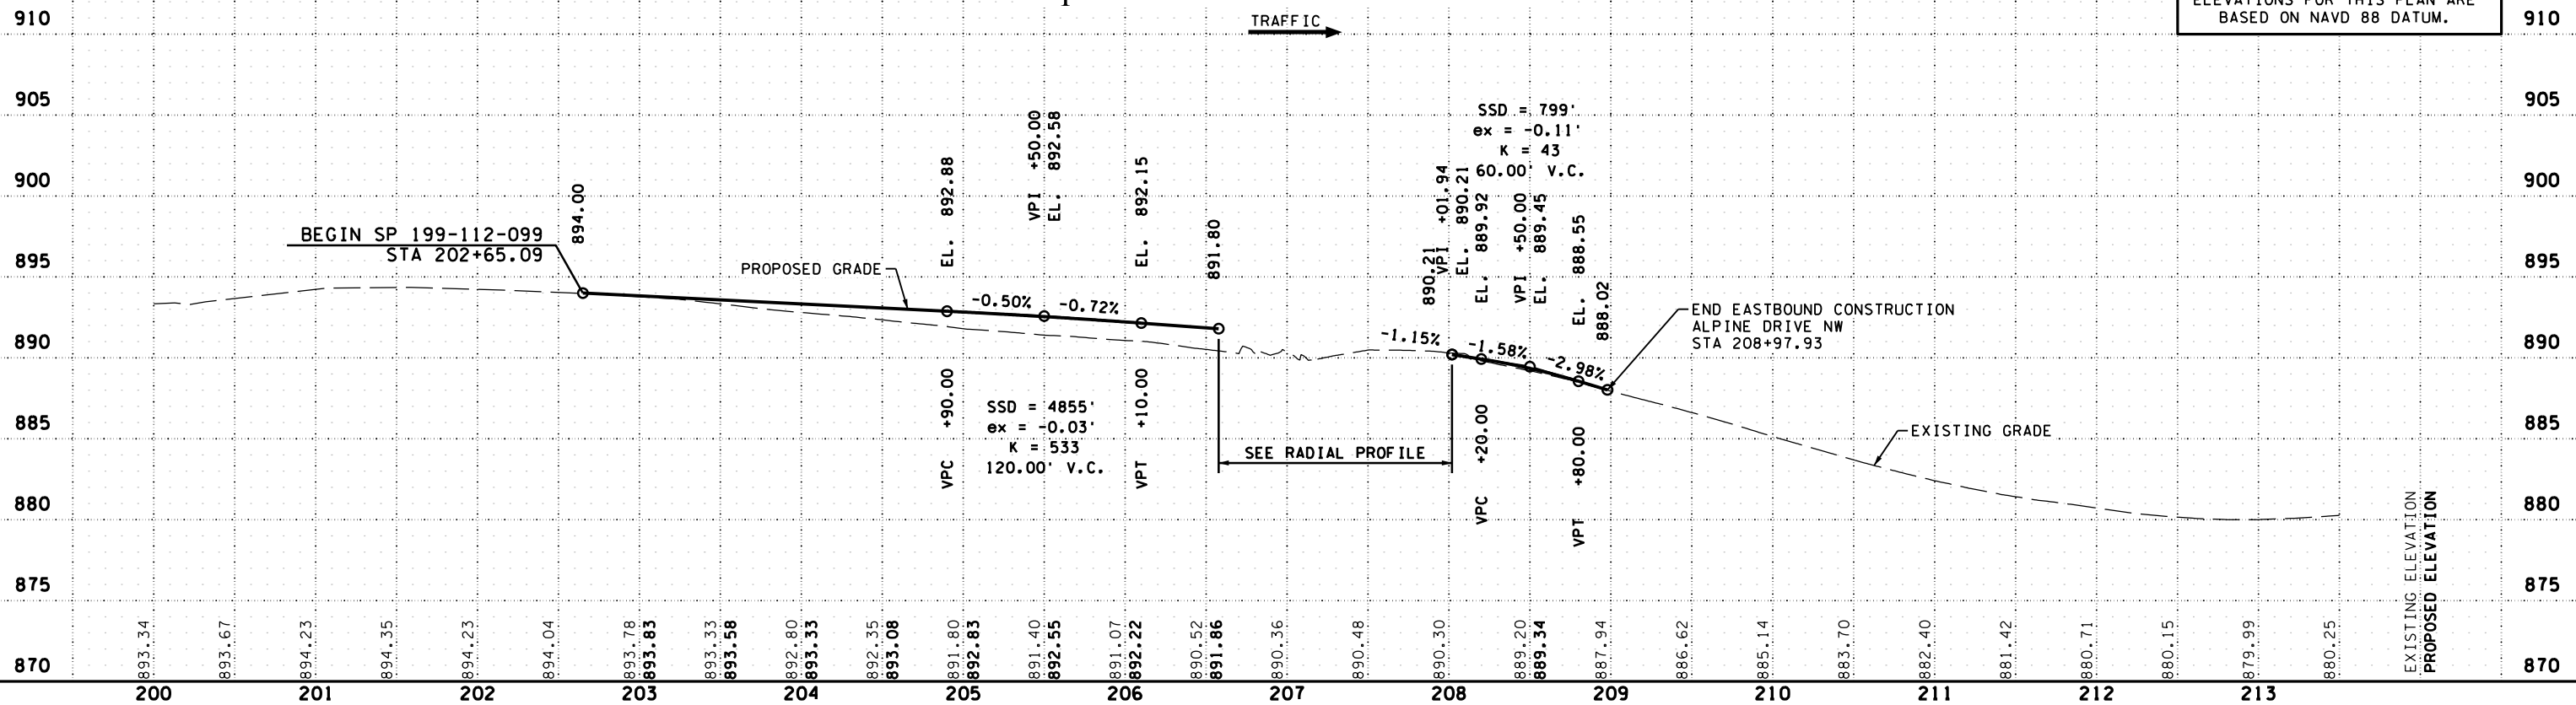 910
905
900
895
890
885
880
875
870
TRAFFIC
ELEVATIONS FOR THIS PLAN ARE
BASED ON NAVD 88 DATUM.
910
905
900
895
890
885
880
875
870
BEGIN SP 199-112-099
STA 202+65.09
894.00
PROPOSED GRADE
EL. 892.88
-0.50%
VPI +50.00
EL. 892.58
-0.72%
EL. 892.15
891.80
VPC +90.00
SSD = 4855'
ex = -0.03'
K = 533
120.00' V.C.
VPT +10.00
SEE RADIAL PROFILE
SSD = 799'
ex = -0.11'
K = 43
60.00' V.C.
890.21
VPI +01.94
EL. 890.21
EL. 889.92
VPI +50.00
EL. 889.45
EL. 888.55
888.02
-1.15%
-1.58%
-2.98%
VPC +20.00
VPT +80.00
END EASTBOUND CONSTRUCTION
ALPINE DRIVE NW
STA 208+97.93
EXISTING GRADE
EXISTING ELEVATION
PROPOSED ELEVATION
893.34
893.67
894.23
894.35
894.23
894.04
893.78
893.83
893.33
893.58
892.80
893.33
892.35
893.08
891.80
892.83
891.40
892.55
891.07
892.22
890.52
891.86
890.36
890.48
890.30
889.20
889.34
887.94
886.62
885.14
883.70
882.40
881.42
880.71
880.15
879.99
880.25
200 201 202 203 204 205 206 207 208 209 210 211 212 213